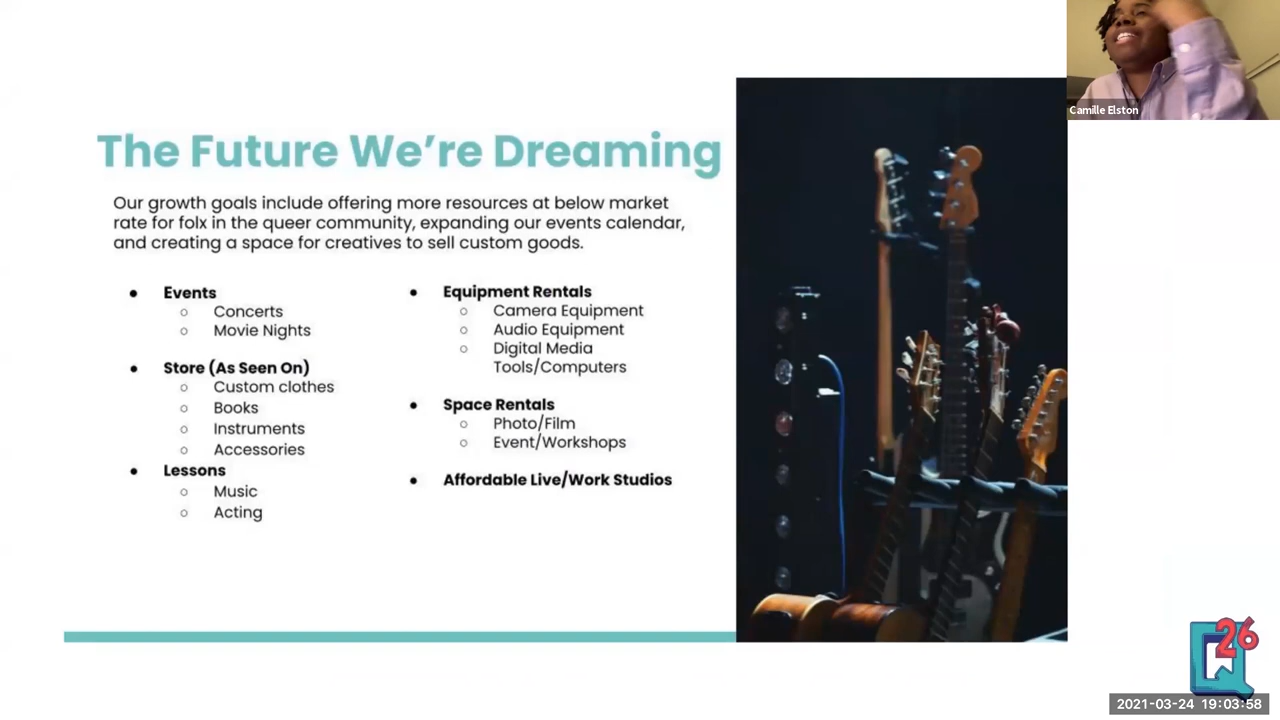 Camille Elston
The Future We're Dreaming
Our growth goals include offering more resources at below market
rate for folx in the queer community, expanding our events calendar,
and creating a space for creatives to sell custom goods.
● Events
○ Concerts
○ Movie Nights
● Store (As Seen On)
○ Custom clothes
○ Books
○ Instruments
○ Accessories
● Lessons
○ Music
○ Acting
● Equipment Rentals
○ Camera Equipment
○ Audio Equipment
○ Digital Media
Tools/Computers
● Space Rentals
○ Photo/Film
○ Event/Workshops
● Affordable Live/Work Studios
26
2021-03-24 19:03:58